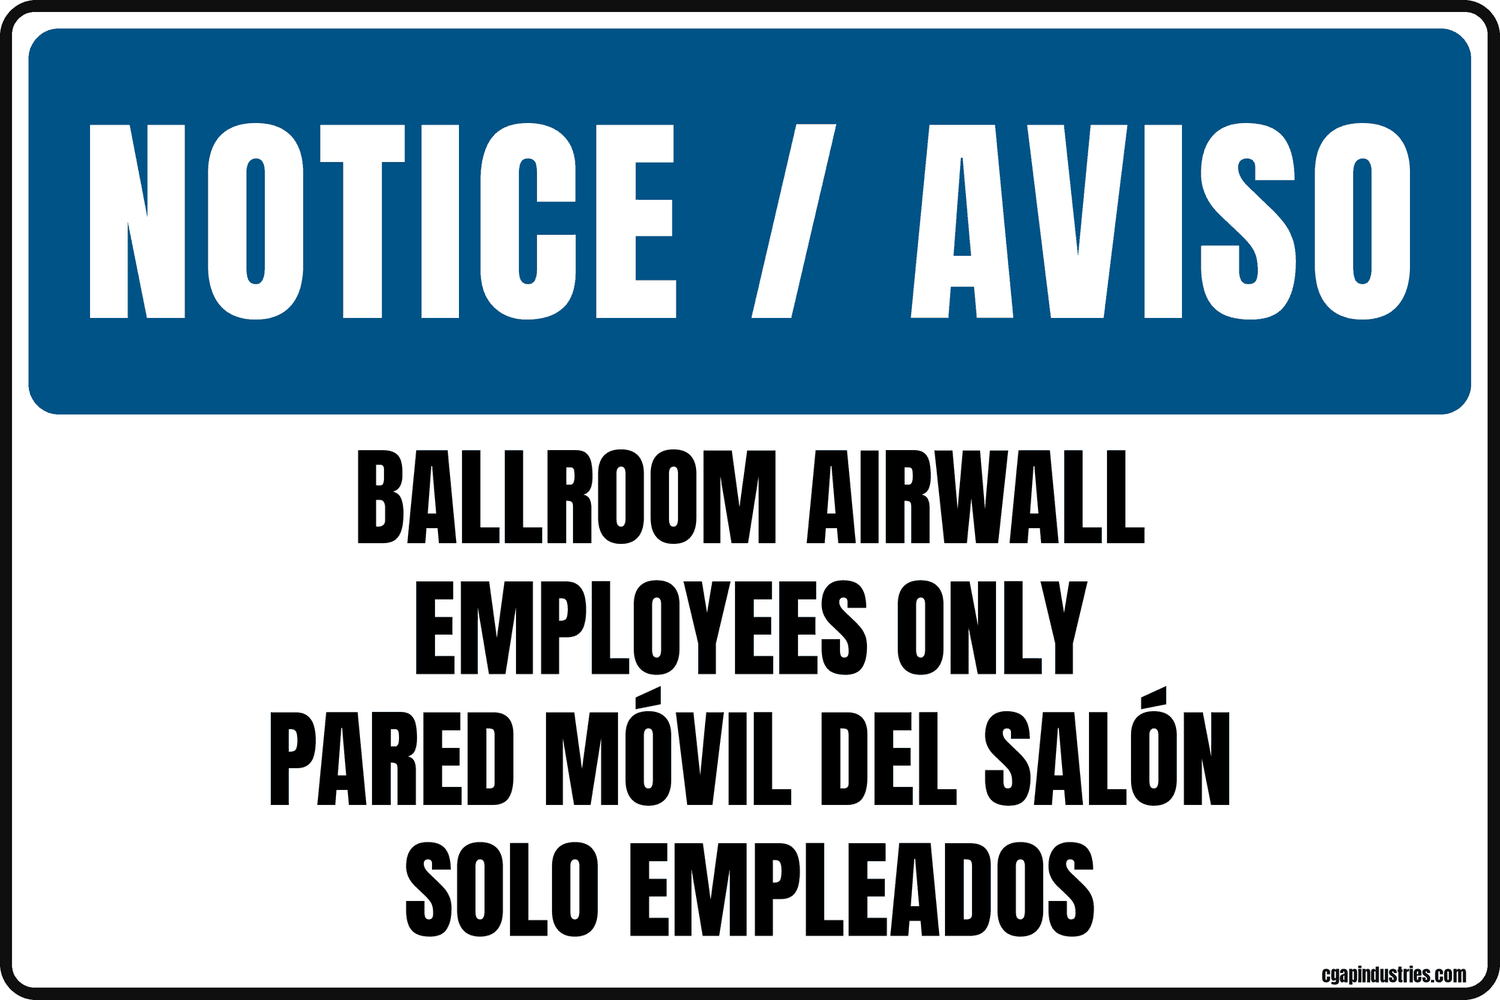 NOTICE / AVISO
BALLROOM AIRWALL
EMPLOYEES ONLY
PARED MÓVIL DEL SALÓN
SOLO EMPLEADOS
cgapindustries.com